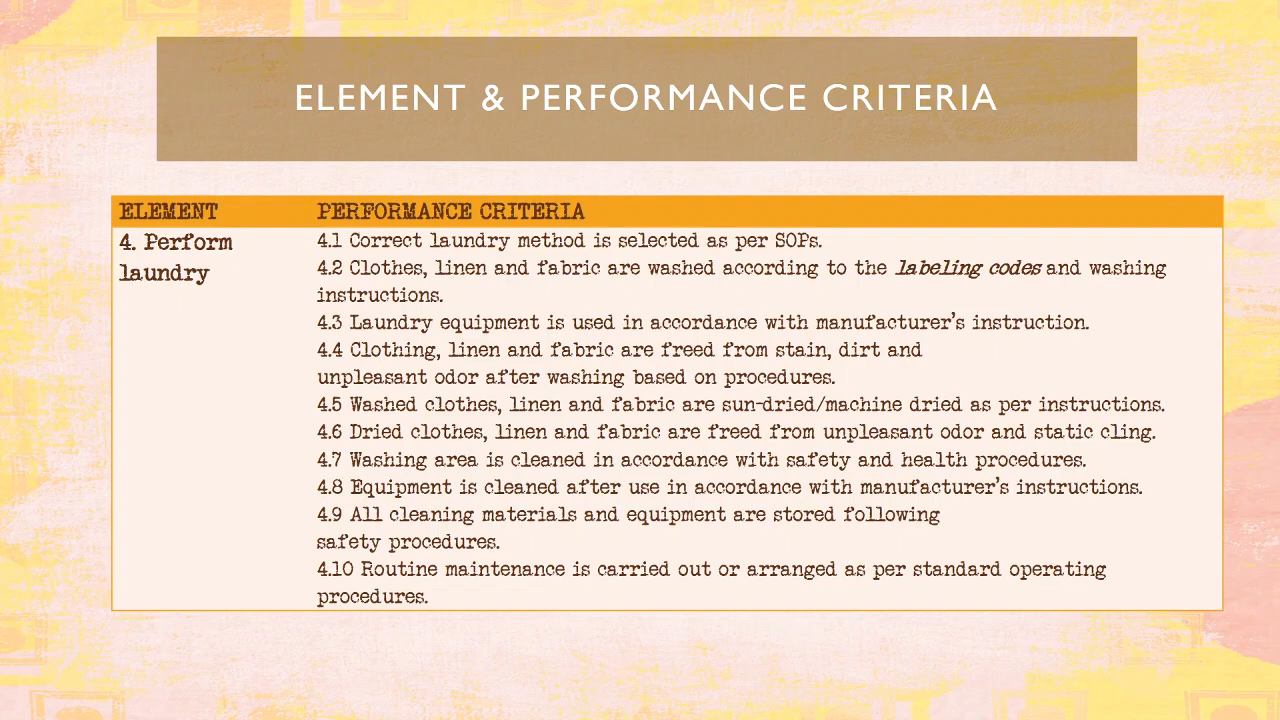 ELEMENT & PERFORMANCE CRITERIA
ELEMENT PERFORMANCE CRITERIA
4. Perform laundry
4.1 Correct laundry method is selected as per SOPs.
4.2 Clothes, linen and fabric are washed according to the labeling codes and washing
instructions.
4.3 Laundry equipment is used in accordance with manufacturer's instruction.
4.4 Clothing, linen and fabric are freed from stain, dirt and
unpleasant odor after washing based on procedures.
4.5 Washed clothes, linen and fabric are sun-dried/machine dried as per instructions.
4.6 Dried clothes, linen and fabric are freed from unpleasant odor and static cling.
4.7 Washing area is cleaned in accordance with safety and health procedures.
4.8 Equipment is cleaned after use in accordance with manufacturer's instructions.
4.9 All cleaning materials and equipment are stored following
safety procedures.
4.10 Routine maintenance is carried out or arranged as per standard operating
procedures.